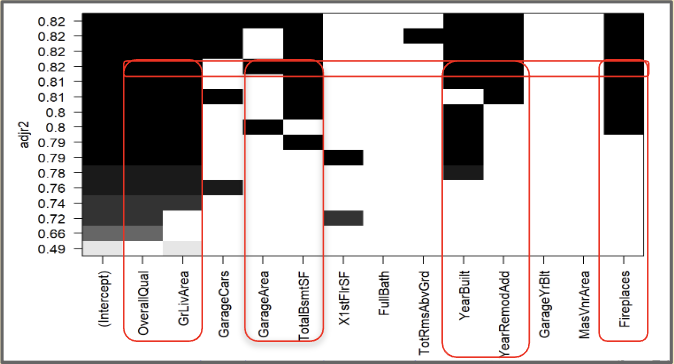 0.82
0.82
0.82
0.82
0.81
0.81
0.8
0.8
0.79
0.79
0.78
0.76
0.74
0.72
0.66
0.49
adjr2
(Intercept)
OverallQual
GrLivArea
GarageCars
GarageArea
TotalBsmtSF
X1stFlrSF
FullBath
TotRmsAbvGrd
YearBuilt
YearRemodAdd
GarageYrBlt
MasVnrArea
Fireplaces